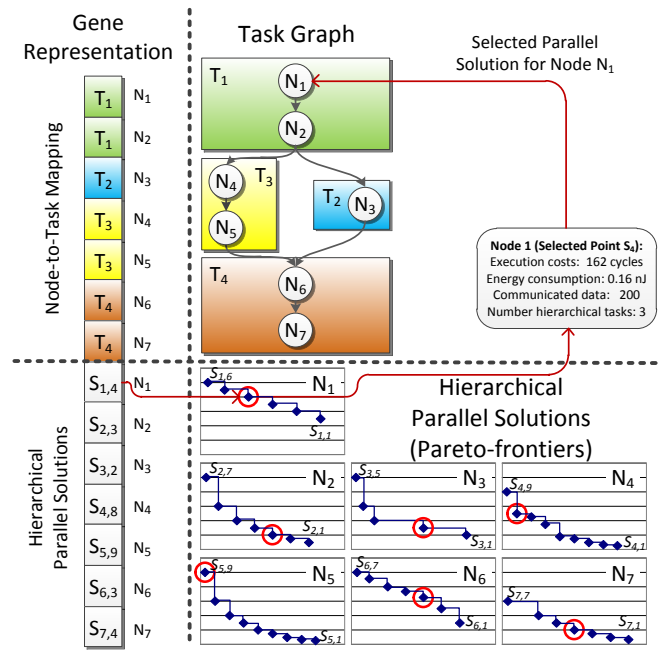 Gene
Representation
Task Graph
Selected Parallel
Solution for Node N1
Node-to-Task Mapping
T1 N1
T1 N2
T2 N3
T3 N4
T3 N5
T4 N6
T4 N7
T1
N1
N2
N4
T3
N5
T2
N3
T4
N6
N7
Node 1 (Selected Point S4):
Execution costs: 162 cycles
Energy consumption: 0.16 nJ
Communicated data: 200
Number hierarchical tasks: 3
Hierarchical
Parallel Solutions
S1,4 N1
S2,3 N2
S3,2 N3
S4,8 N4
S5,9 N5
S6,3 N6
S7,4 N7
S1,6
N1
S1,1
Hierarchical
Parallel Solutions
(Pareto-frontiers)
S2,7
N2
S2,1
S3,5
N3
S3,1
S4,9
N4
S4,1
S5,9
N5
S5,1
S6,7
N6
S6,1
S7,7
N7
S7,1